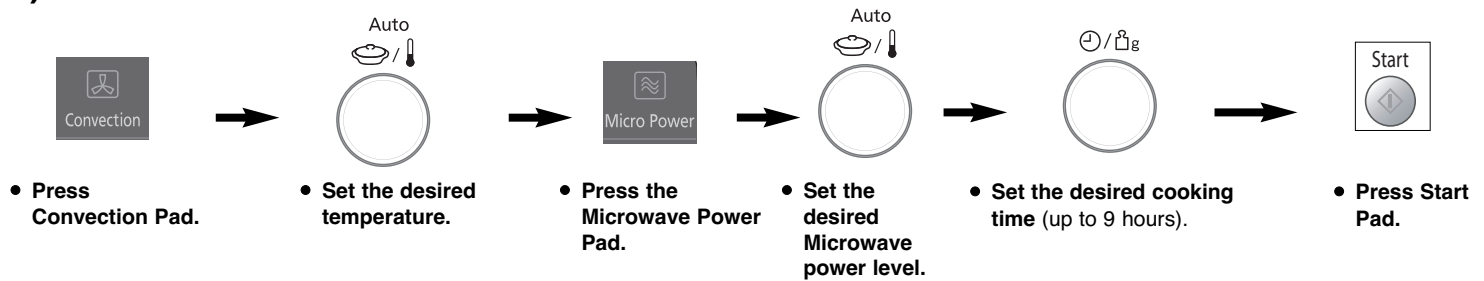 )
Auto
Auto
/
/
/ g
Start
Convection
Micro Power
• Press
Convection Pad.
• Set the desired
temperature.
• Press the
Microwave Power
Pad.
• Set the
desired
Microwave
power level.
• Set the desired cooking
time (up to 9 hours).
• Press Start
Pad.